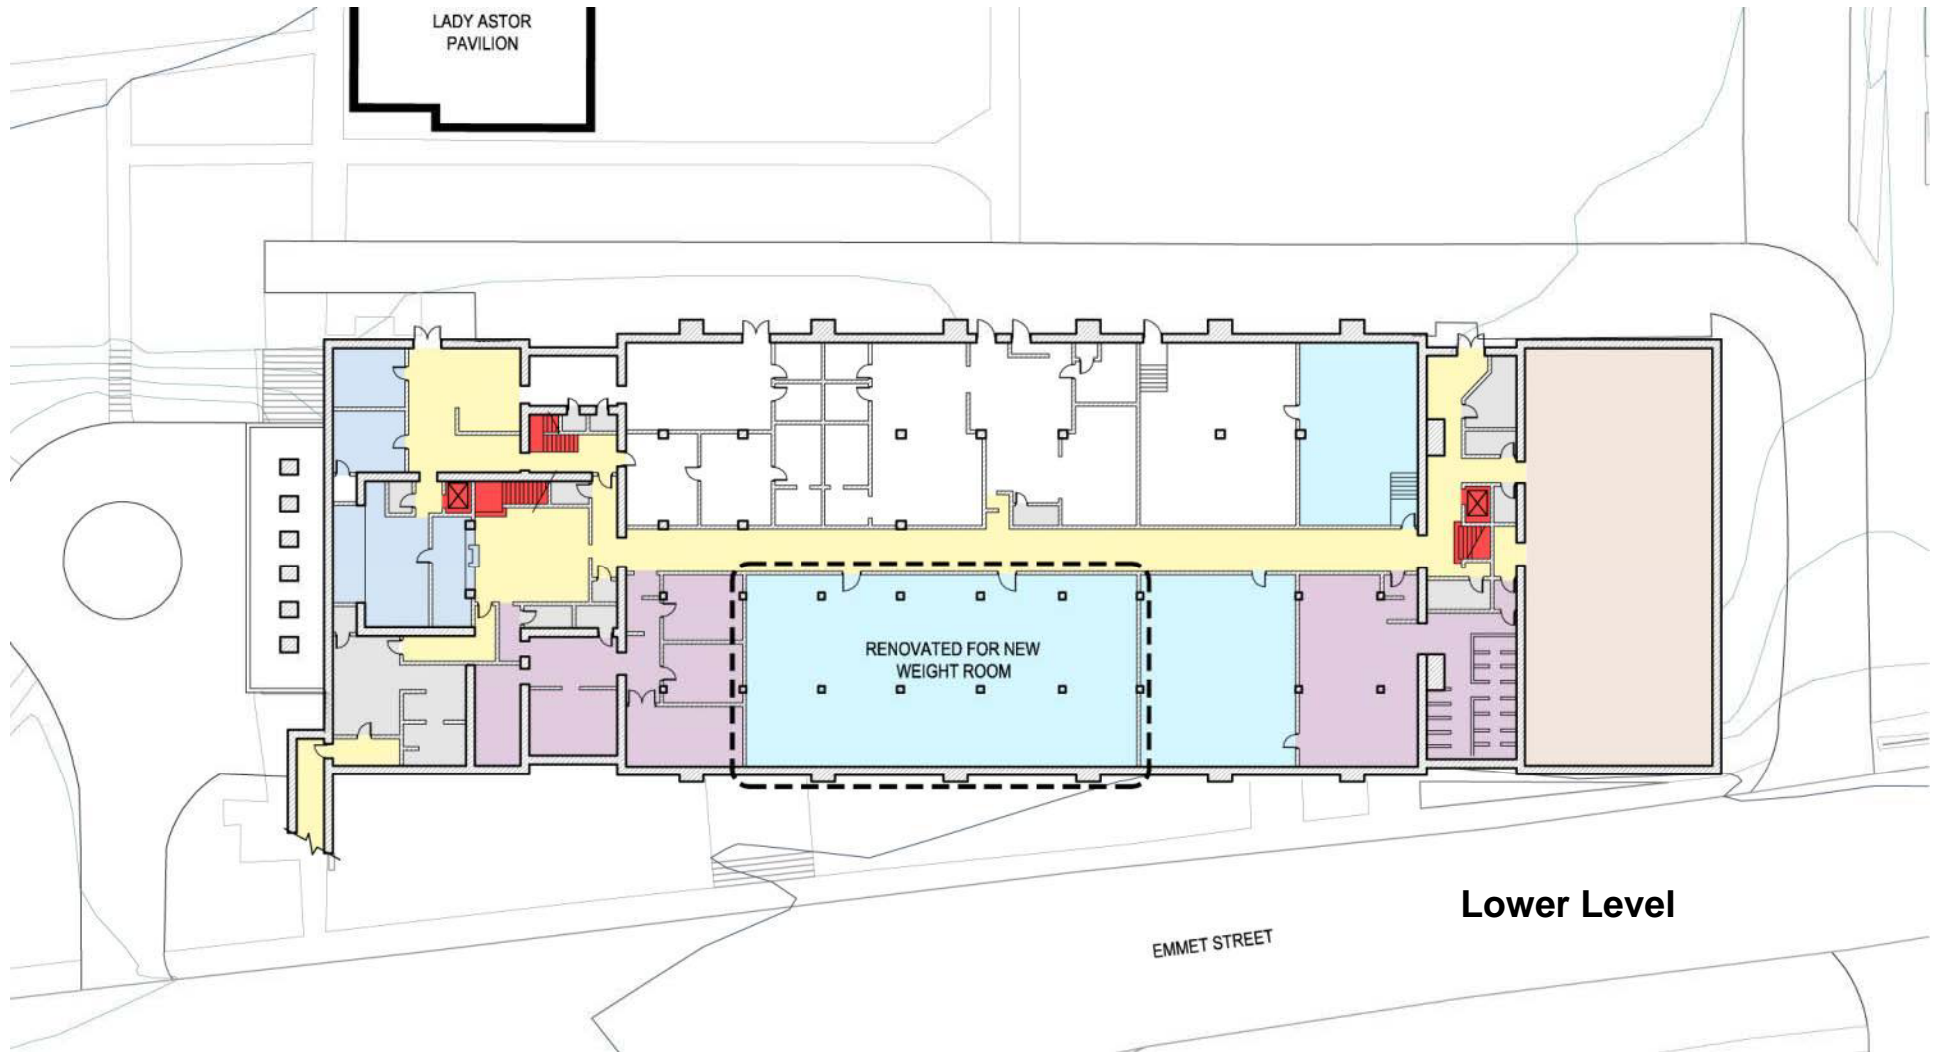 LADY ASTOR
PAVILION
RENOVATED FOR NEW
WEIGHT ROOM
Lower Level
EMMET STREET